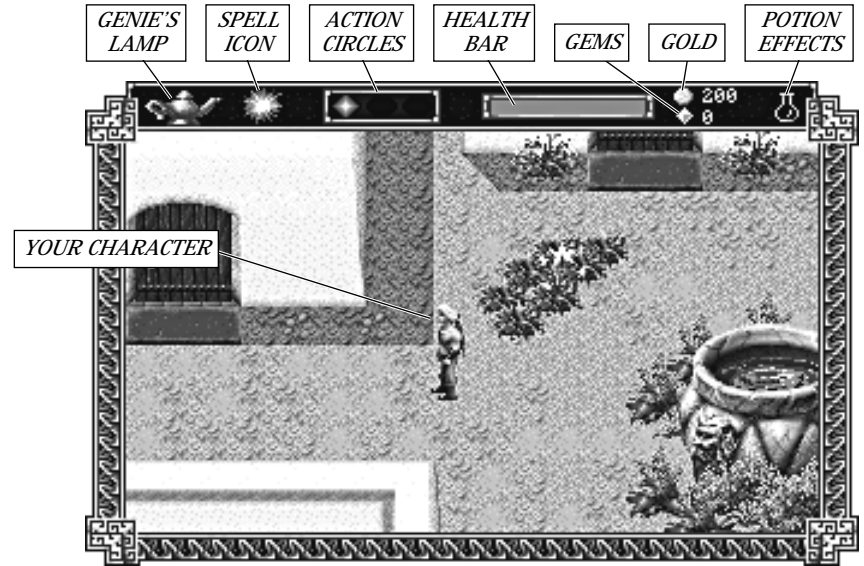 GENIE'S
LAMP
SPELL
ICON
ACTION
CIRCLES
HEALTH
BAR
GEMS
GOLD
POTION
EFFECTS
200
0
YOUR CHARACTER